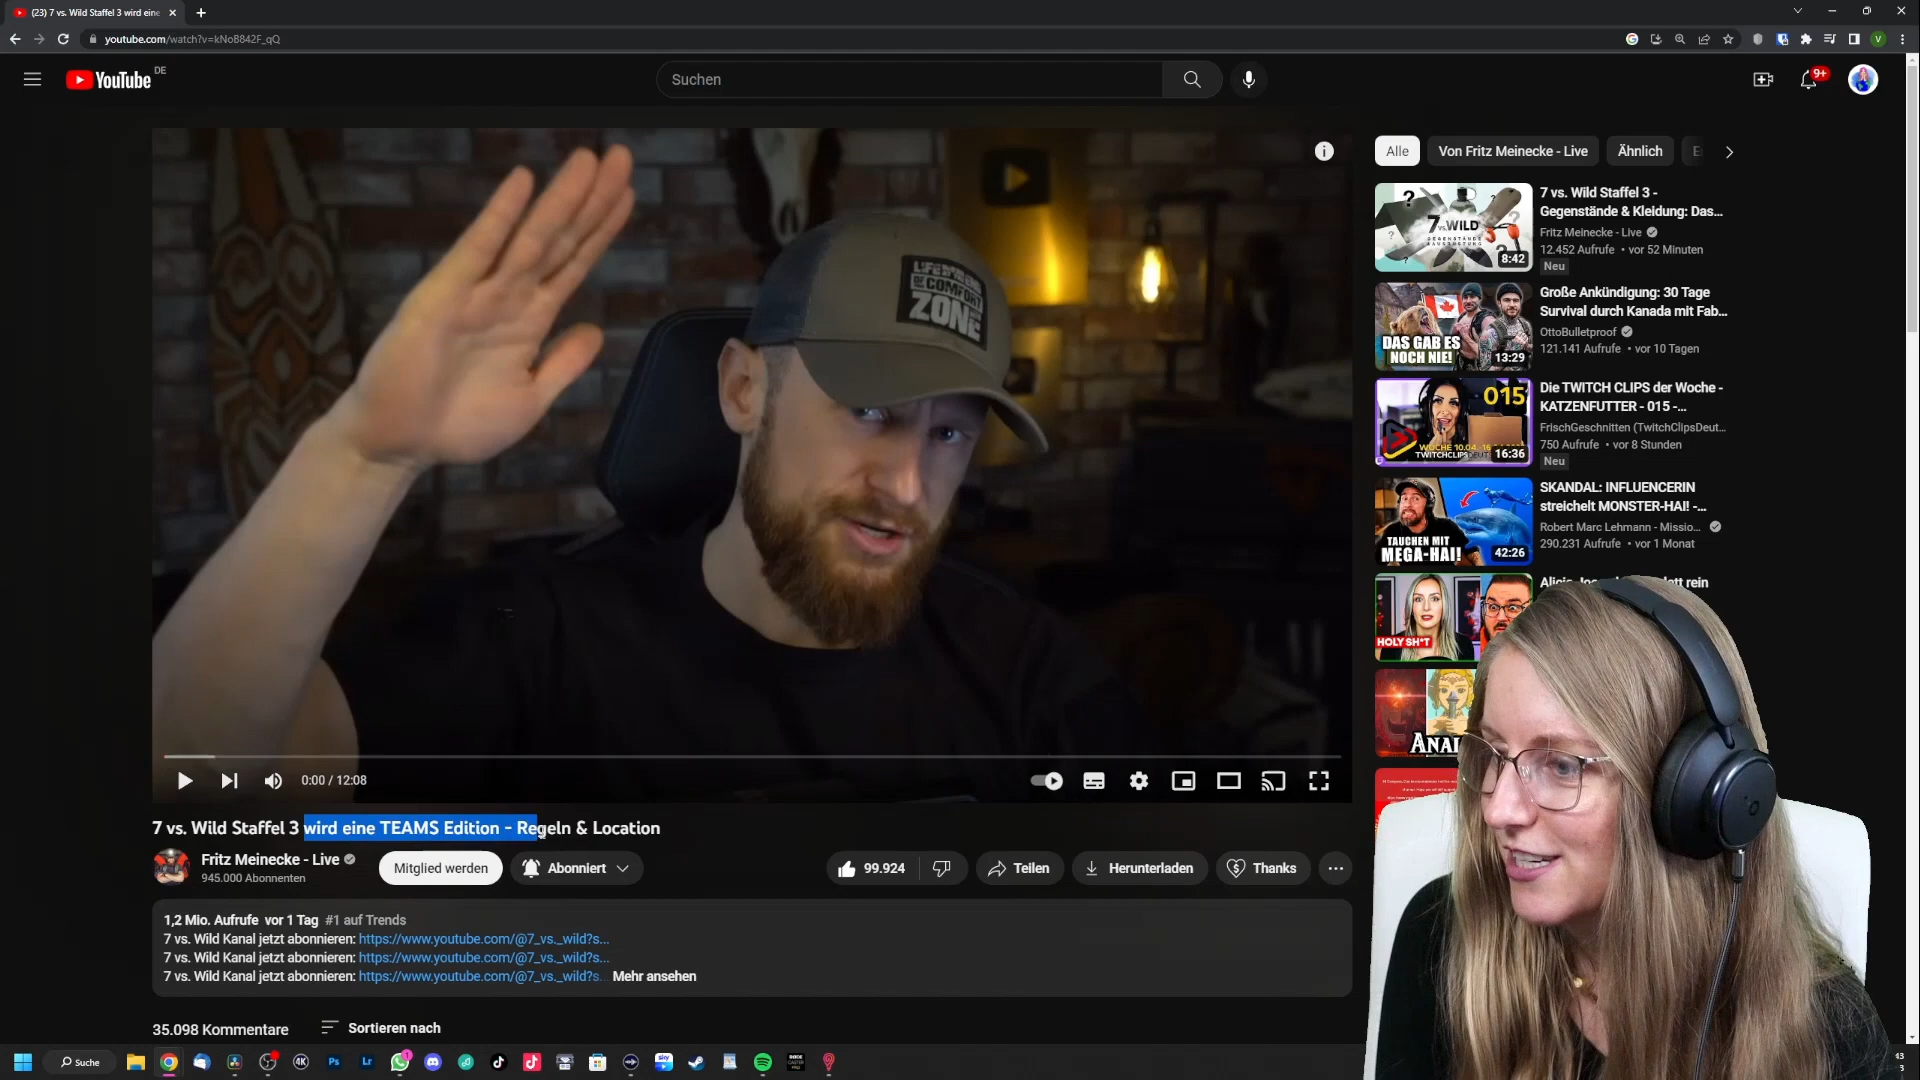 (23) 7 vs. Wild Staffel 3 wird eine
youtube.com/watch?v=kNoB842F_qQ
YouTube DE
Suchen
9+
LIFE
OF COMFORT
ZONE
Alle
Von Fritz Meinecke - Live
Ähnlich
7 vs. Wild Staffel 3 -
Gegenstände & Kleidung: Das...
Fritz Meinecke - Live
12.452 Aufrufe • vor 52 Minuten
Neu
7 vs. WILD
8:42
Große Ankündigung: 30 Tage
Survival durch Kanada mit Fab...
OttoBulletproof
121.141 Aufrufe • vor 10 Tagen
DAS GAB ES
NOCH NIE!
13:29
Die TWITCH CLIPS der Woche -
KATZENFUTTER - 015 -...
FrischGeschnitten (TwitchClipsDeut...
750 Aufrufe • vor 8 Stunden
Neu
015
16:36
SKANDAL: INFLUENCERIN
streichelt MONSTER-HAI! -...
Robert Marc Lehmann - Missio...
290.231 Aufrufe • vor 1 Monat
TAUCHEN MIT
MEGA-HAI!
42:26
HOLY SH*T
0:00 / 12:08
7 vs. Wild Staffel 3 wird eine TEAMS Edition - Regeln & Location
Fritz Meinecke - Live
945.000 Abonnenten
Mitglied werden
Abonniert
99.924
Teilen
Herunterladen
Thanks
1,2 Mio. Aufrufe vor 1 Tag #1 auf Trends
7 vs. Wild Kanal jetzt abonnieren: https://www.youtube.com/@7_vs._wild?s...
7 vs. Wild Kanal jetzt abonnieren: https://www.youtube.com/@7_vs._wild?s...
7 vs. Wild Kanal jetzt abonnieren: https://www.youtube.com/@7_vs._wild?s... Mehr ansehen
35.098 Kommentare
Sortieren nach
Suche